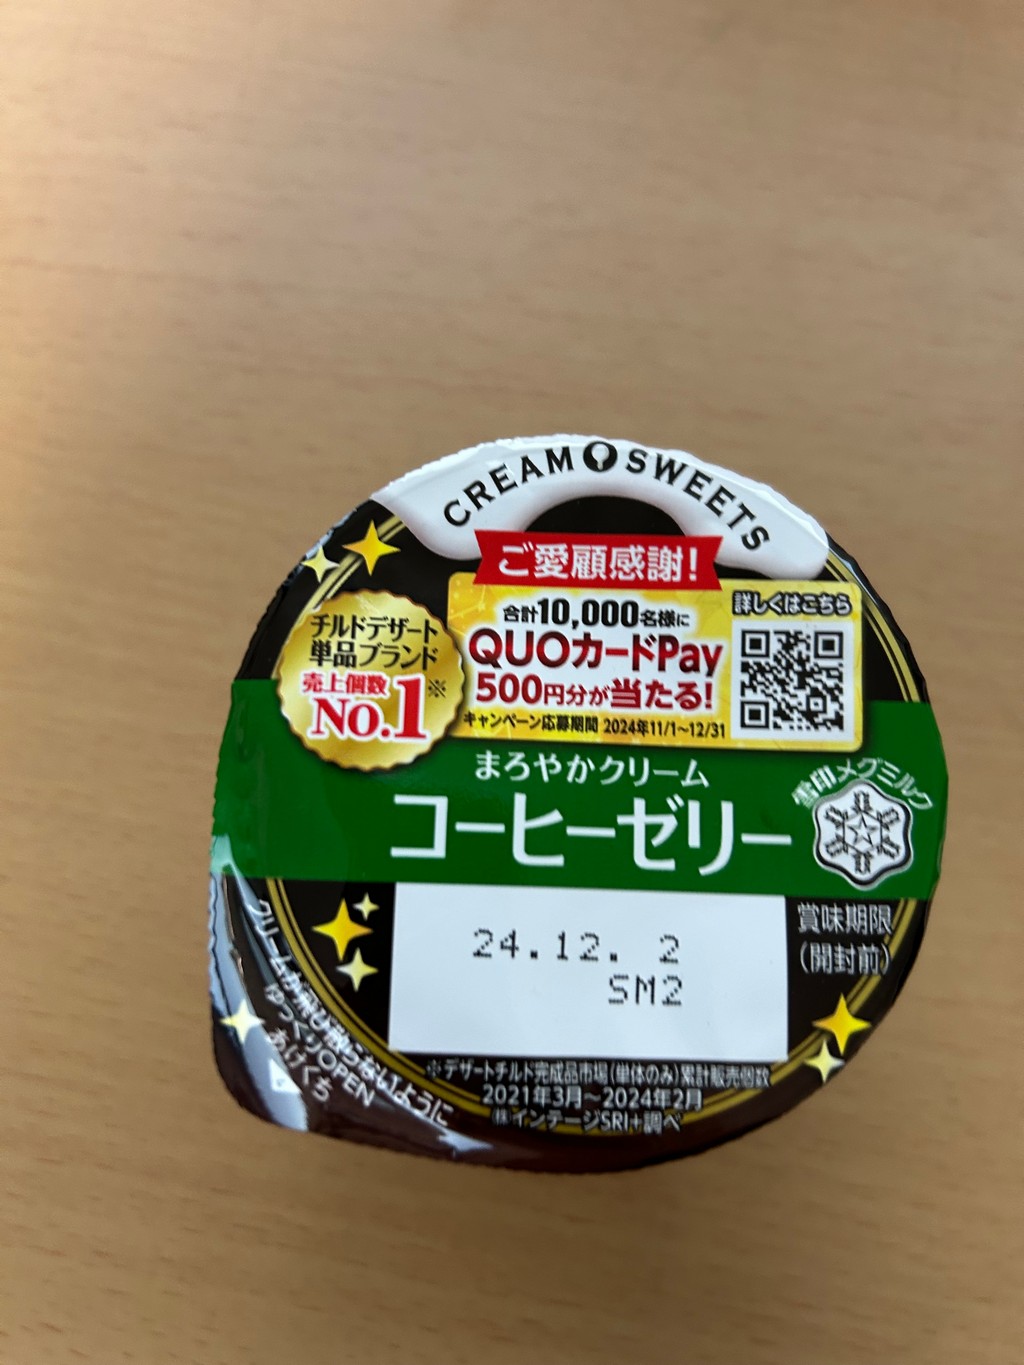 CREAM SWEETS
ご愛顧感謝!
チルドデザート
単品ブランド
売上個数
No.1※
合計10,000名様に
QUOカードPay
500円分が当たる!
キャンペーン応募期間 2024年11/1〜12/31
詳しくはこちら
まろやかクリーム
コーヒーゼリー
雪印メグミルク
24.12. 2
SM2
賞味期限
(開封前)
クリームが飛び散らないように
ゆっくりOPEN
あけくち
※デザートチルド完成品市場(単体のみ)累計販売個数
2021年3月〜2024年2月
㈱インテージSRI+調べ